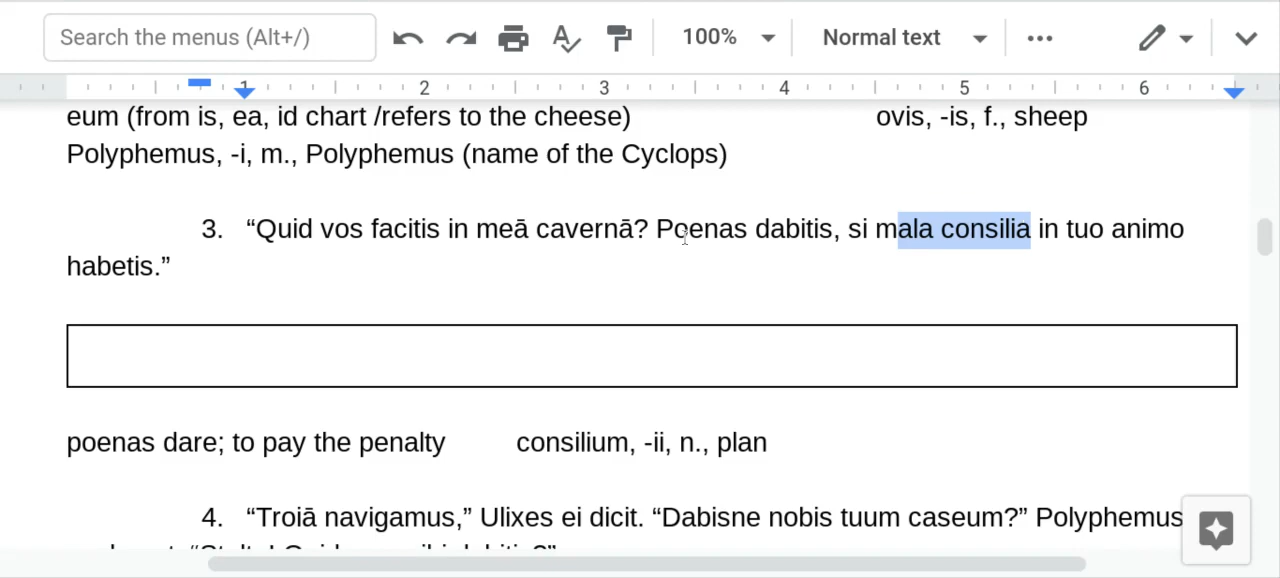 Search the menus (Alt+/) 100% Normal text
1 2 3 4 5 6
eum (from is, ea, id chart /refers to the cheese) ovis, -is, f., sheep
Polyphemus, -i, m., Polyphemus (name of the Cyclops)
3. “Quid vos facitis in meā cavernā? Poenas dabitis, si mala consilia in tuo animo
habetis.”
poenas dare; to pay the penalty consilium, -ii, n., plan
4. “Troiā navigamus,” Ulixes ei dicit. “Dabisne nobis tuum caseum?” Polyphemus